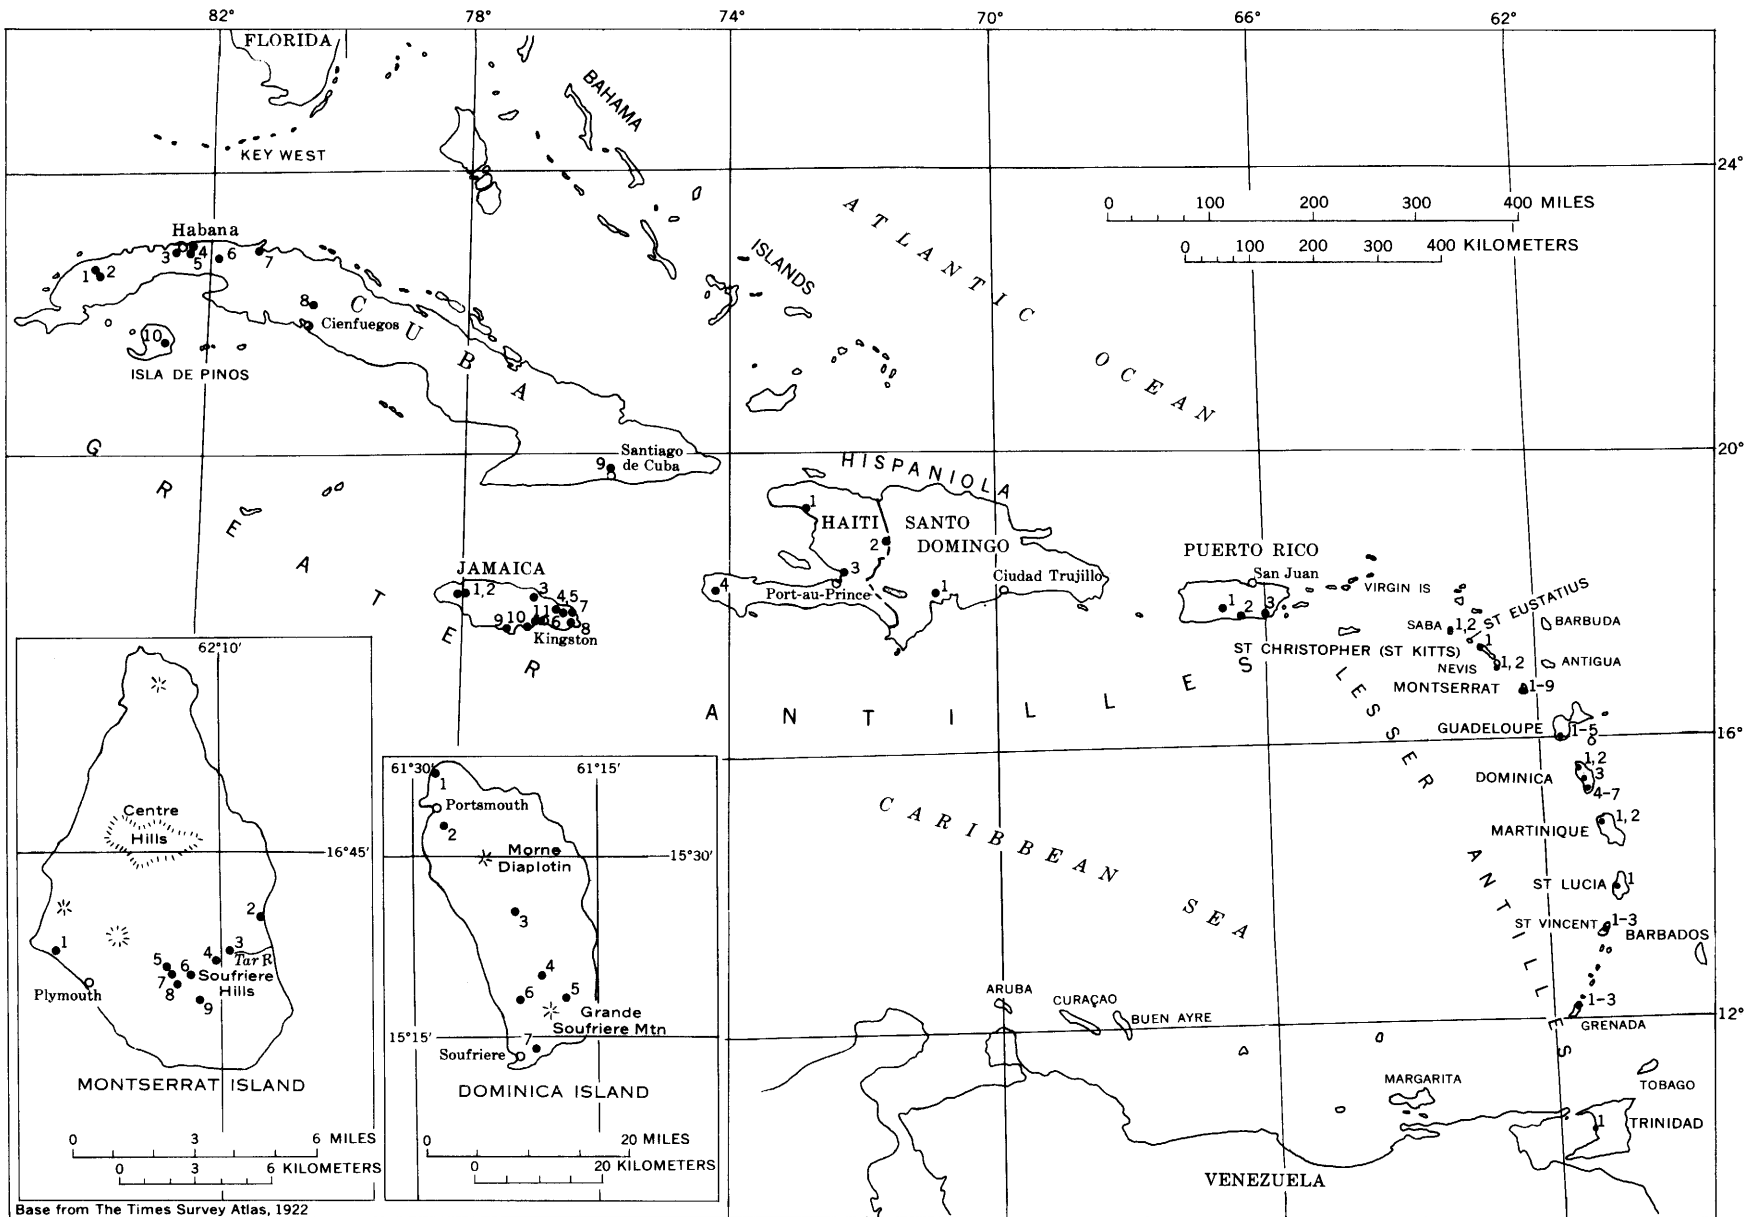 82° 78° 74° 70° 66° 62°
FLORIDA
BAHAMA
KEY WEST
24°
ATLANTIC
0 100 200 300 400 MILES
0 100 200 300 400 KILOMETERS
Habana
3 4 5 6 7
1 2
ISLANDS
8
CUBA
Cienfuegos
10
ISLA DE PINOS
OCEAN
GREATER
20°
Santiago
de Cuba
9
HISPANIOLA
1
HAITI
SANTO
DOMINGO
2
3
4
Port-au-Prince
1
Ciudad Trujillo
PUERTO RICO
San Juan
1 2 3
VIRGIN IS
JAMAICA
1,2 3 4,5 7
9 10 11 6 8
Kingston
ST EUSTATIUS
SABA 1,2
BARBUDA
1
ST CHRISTOPHER (ST KITTS)
NEVIS 1,2
ANTIGUA
MONTSERRAT 1-9
ANTILLES
LESSER
GUADELOUPE 1-5
16°
1,2
DOMINICA 3
4-7
MARTINIQUE 1,2
CARIBBEAN
ANTILLES
ST LUCIA 1
SEA
ST VINCENT 1-3
BARBADOS
1-3
GRENADA
12°
ARUBA
CURAÇAO
BUEN AYRE
MARGARITA
TOBAGO
1
TRINIDAD
VENEZUELA
62°10'
Centre
Hills
16°45'
2
1
3
4
Tar R
5 6
Soufriere
7
Hills
8
9
Plymouth
MONTSERRAT ISLAND
0 3 6 MILES
0 3 6 KILOMETERS
61°30' 61°15'
1
Portsmouth
2
Morne
Diaplotin
15°30'
3
4
6 5
Grande
Soufriere Mtn
15°15'
7
Soufriere
DOMINICA ISLAND
0 20 MILES
0 20 KILOMETERS
Base from The Times Survey Atlas, 1922